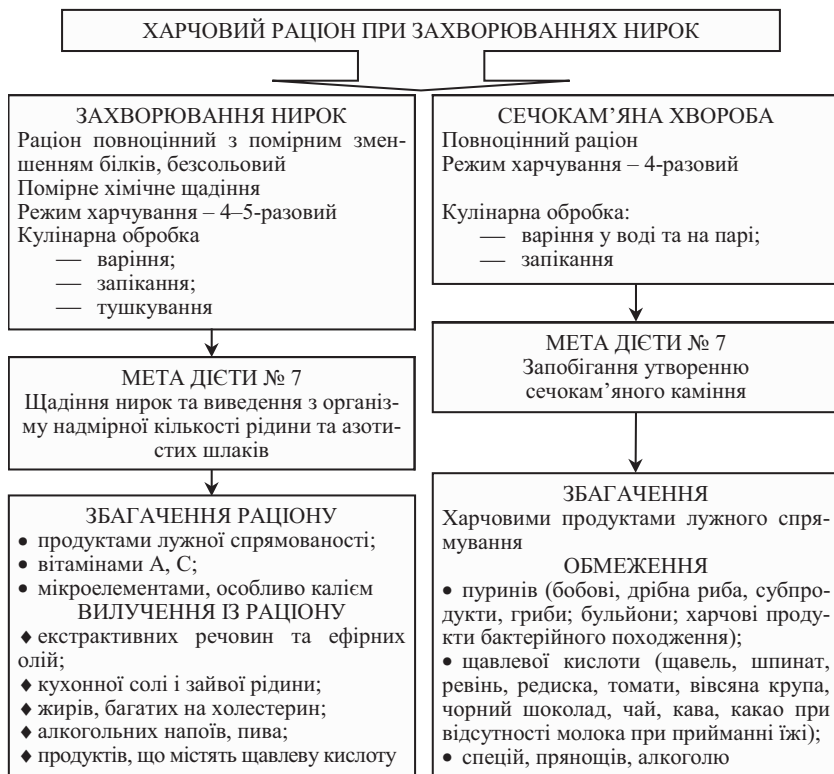 ХАРЧОВИЙ РАЦІОН ПРИ ЗАХВОРЮВАННЯХ НИРОК
ЗАХВОРЮВАННЯ НИРОК
Раціон повноцінний з помірним змен-
шенням білків, безсольовий
Помірне хімічне щадіння
Режим харчування – 4–5-разовий
Кулінарна обробка
— варіння;
— запікання;
— тушкування
МЕТА ДІЄТИ № 7
Щадіння нирок та виведення з органі-
зму надмірної кількості рідини та азоти-
стих шлаків
ЗБАГАЧЕННЯ РАЦІОНУ
• продуктами лужної спрямованості;
• вітамінами А, С;
• мікроелементами, особливо калієм
ВИЛУЧЕННЯ ІЗ РАЦІОНУ
♦ екстрактивних речовин та ефірних
олій;
♦ кухонної солі і зайвої рідини;
♦ жирів, багатих на холестерин;
♦ алкогольних напоїв, пива;
♦ продуктів, що містять щавлеву кислоту
СЕЧОКАМ’ЯНА ХВОРОБА
Повноцінний раціон
Режим харчування – 4-разовий
Кулінарна обробка:
— варіння у воді та на парі;
— запікання
МЕТА ДІЄТИ № 7
Запобігання утворенню
сечокам’яного каміння
ЗБАГАЧЕННЯ
Харчовими продуктами лужного спря-
мування
ОБМЕЖЕННЯ
• пуринів (бобові, дрібна риба, субпро-
дукти, гриби; бульйони; харчові проду-
кти бактерійного походження);
• щавлевої кислоти (щавель, шпинат,
ревінь, редиска, томати, вівсяна крупа,
чорний шоколад, чай, кава, какао при
відсутності молока при прийманні їжі);
• спецій, прянощів, алкоголю